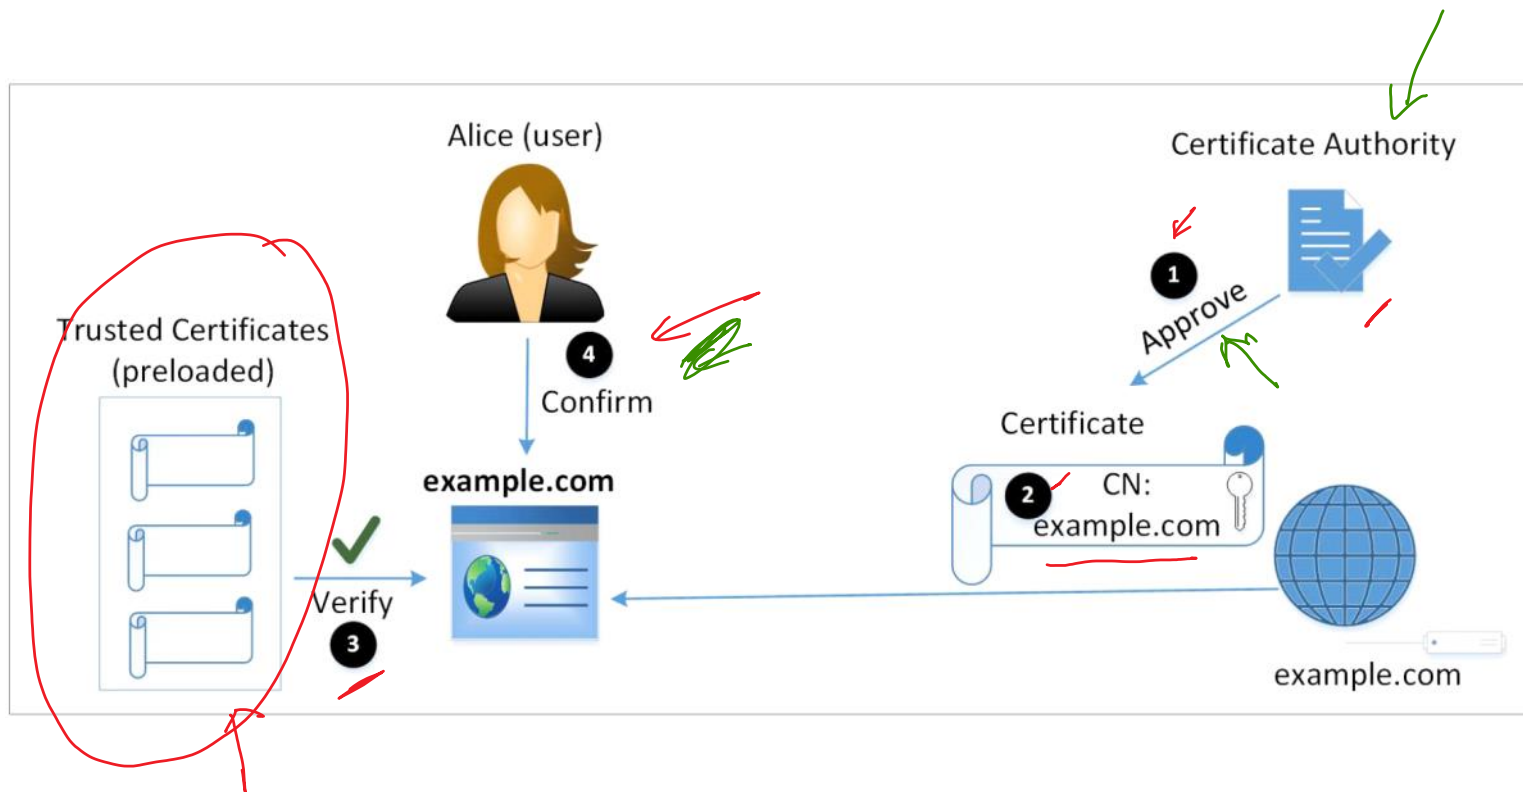 Alice (user)
Certificate Authority
1
Approve
Trusted Certificates
(preloaded)
4
Confirm
Certificate
example.com
2
CN:
example.com
Verify
3
example.com